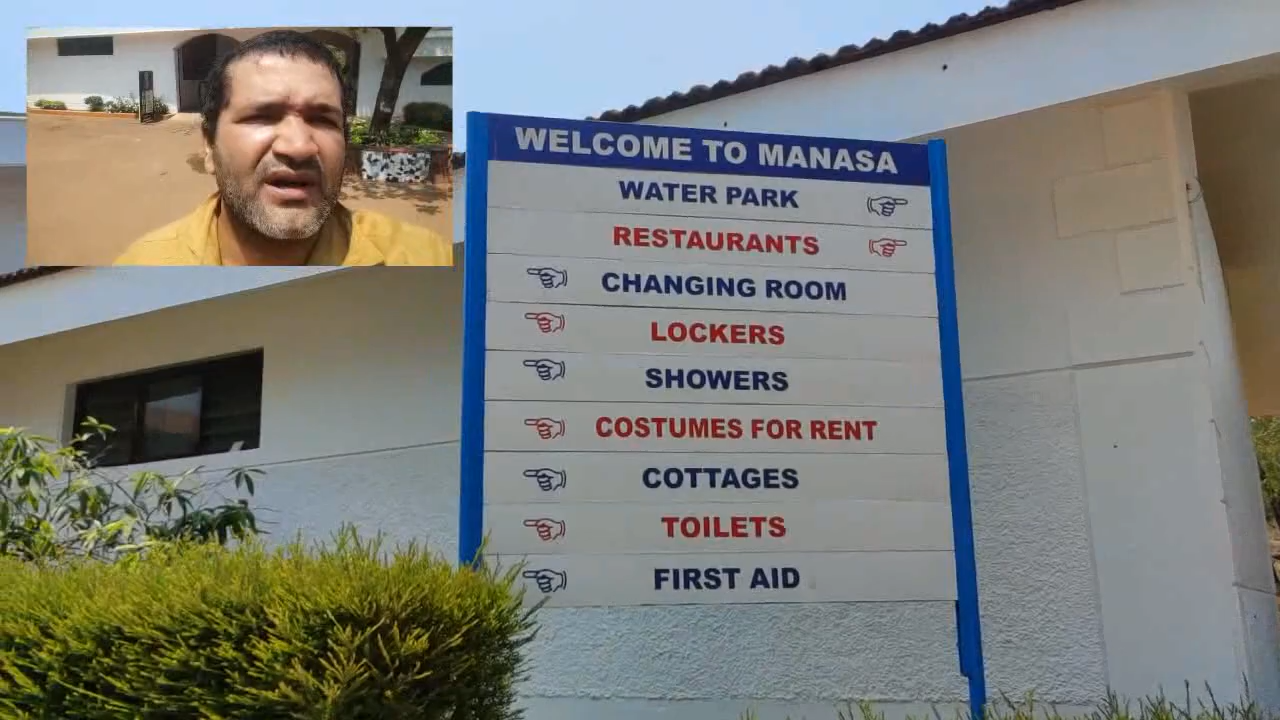 WELCOME TO MANASA
WATER PARK
RESTAURANTS
CHANGING ROOM
LOCKERS
SHOWERS
COSTUMES FOR RENT
COTTAGES
TOILETS
FIRST AID